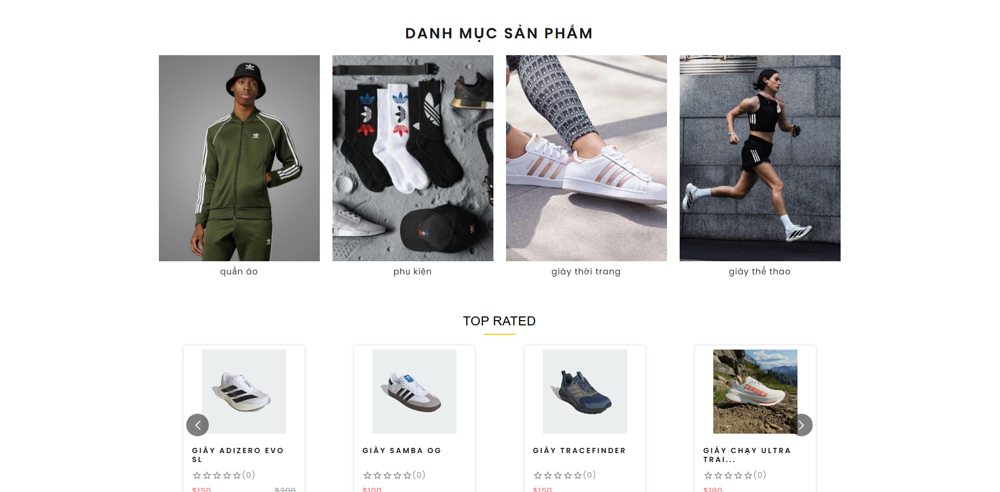 DANH MỤC SẢN PHẨM
quần áo
phụ kiện
giày thời trang
giày thể thao
TOP RATED
GIÀY ADIZERO EVO
SL
(0)
$150 $200
GIÀY SAMBA OG
(0)
$100
GIÀY TRACEFINDER
(0)
$150
TERREX
GIÀY CHẠY ULTRA
TRAI...
(0)
$180